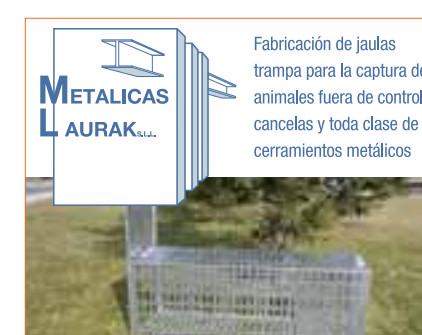 METALICAS
LAURAK S.L.L.
Fabricación de jaulas
trampa para la captura de
animales fuera de control
cancelas y toda clase de
cerramientos metálicos